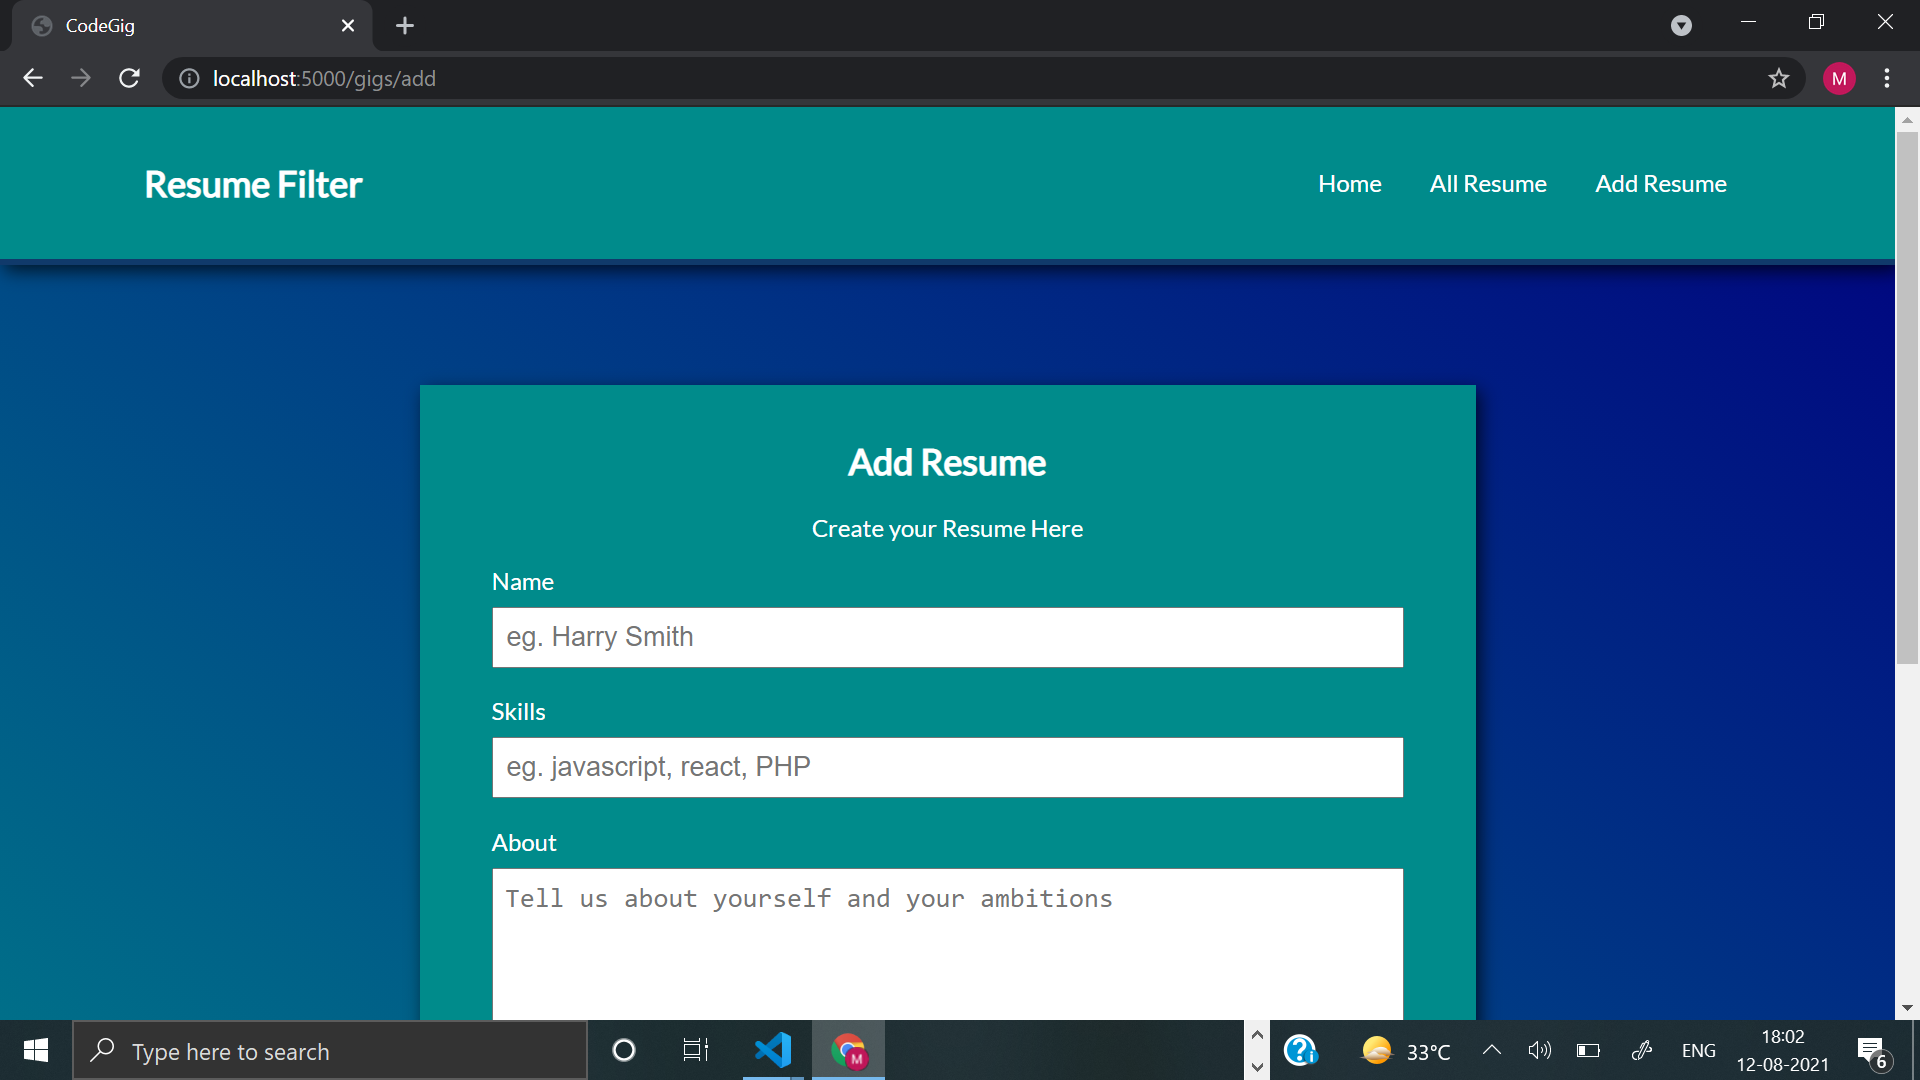 CodeGig
localhost:5000/gigs/add
M
Resume Filter
Home
All Resume
Add Resume
Add Resume
Create your Resume Here
Name
eg. Harry Smith
Skills
eg. javascript, react, PHP
About
Tell us about yourself and your ambitions
Type here to search
M
33°C
ENG
18:02
12-08-2021
6